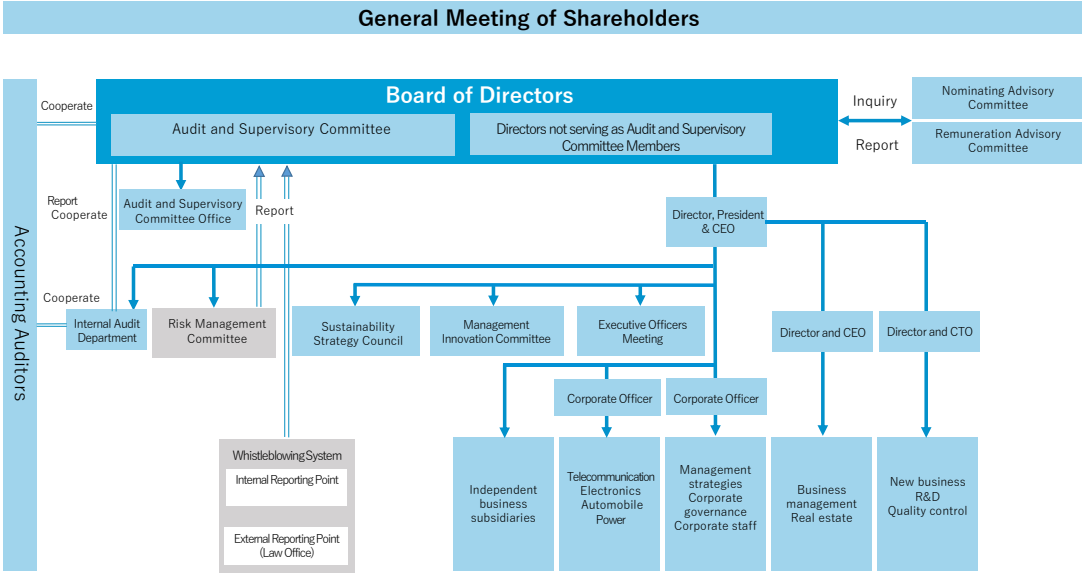 General Meeting of Shareholders
Accounting Auditors
Cooperate
Board of Directors
Audit and Supervisory Committee
Directors not serving as Audit and Supervisory
Committee Members
Inquiry
Report
Nominating Advisory
Committee
Remuneration Advisory
Committee
Report
Cooperate
Audit and Supervisory
Committee Office
Report
Director, President
& CEO
Cooperate
Internal Audit
Department
Risk Management
Committee
Sustainability
Strategy Council
Management
Innovation Committee
Executive Officers
Meeting
Director and CEO
Director and CTO
Corporate Officer
Corporate Officer
Whistleblowing System
Internal Reporting Point
External Reporting Point
(Law Office)
Independent
business
subsidiaries
Telecommunication
Electronics
Automobile
Power
Management
strategies
Corporate
governance
Corporate staff
Business
management
Real estate
New business
R&D
Quality control